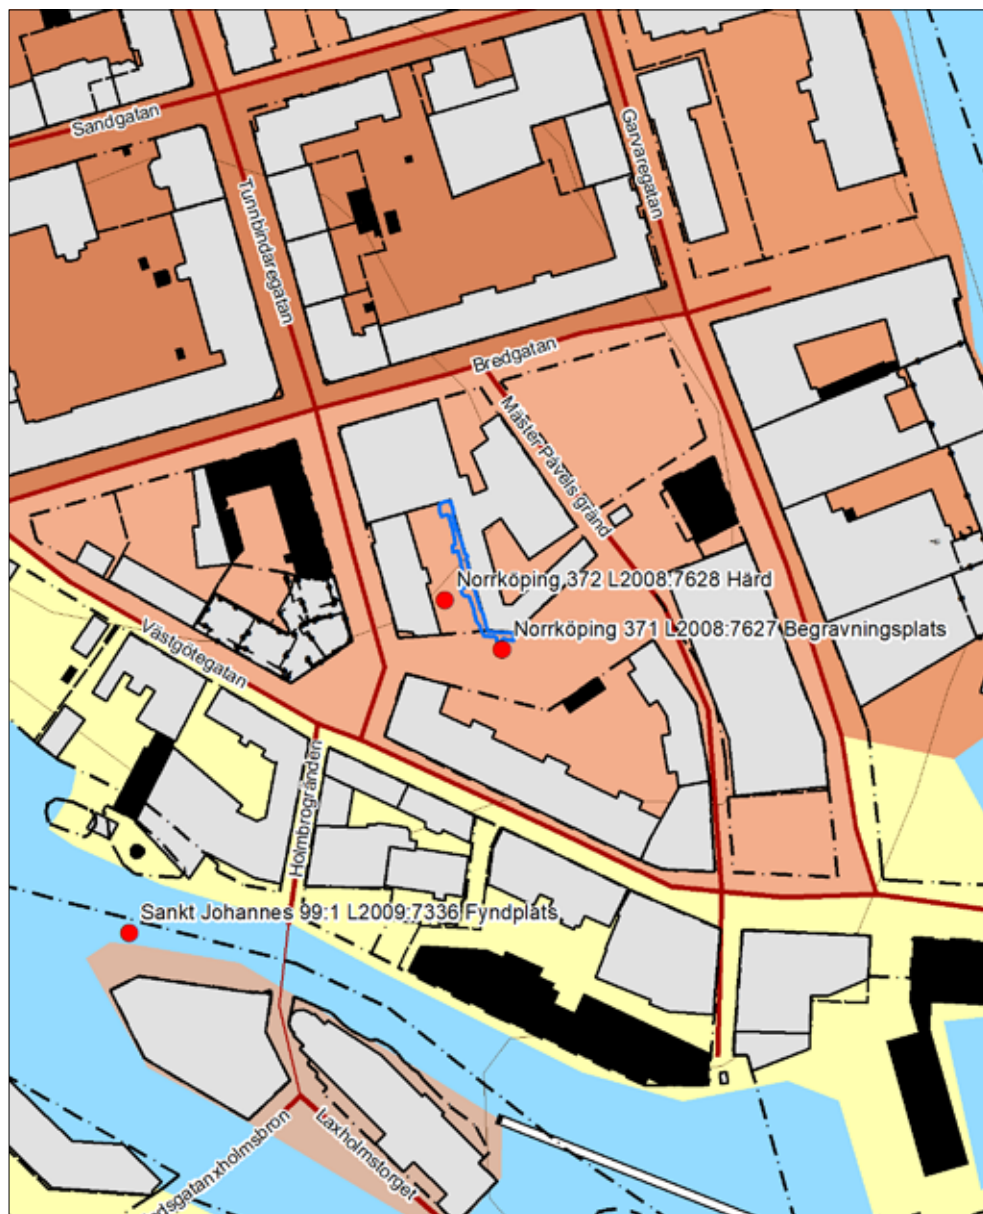 Sandgatan
Garvaregatan
Tunnbindaregatan
Bredgatan
Mäster Påvels gränd
Norrköping 372 L2008:7628 Härd
Norrköping 371 L2008:7627 Begravningsplats
Västgötegatan
Holmbrogränden
Sankt Johannes 99:1 L2009:7336 Fyndplats
Laxholmstorget